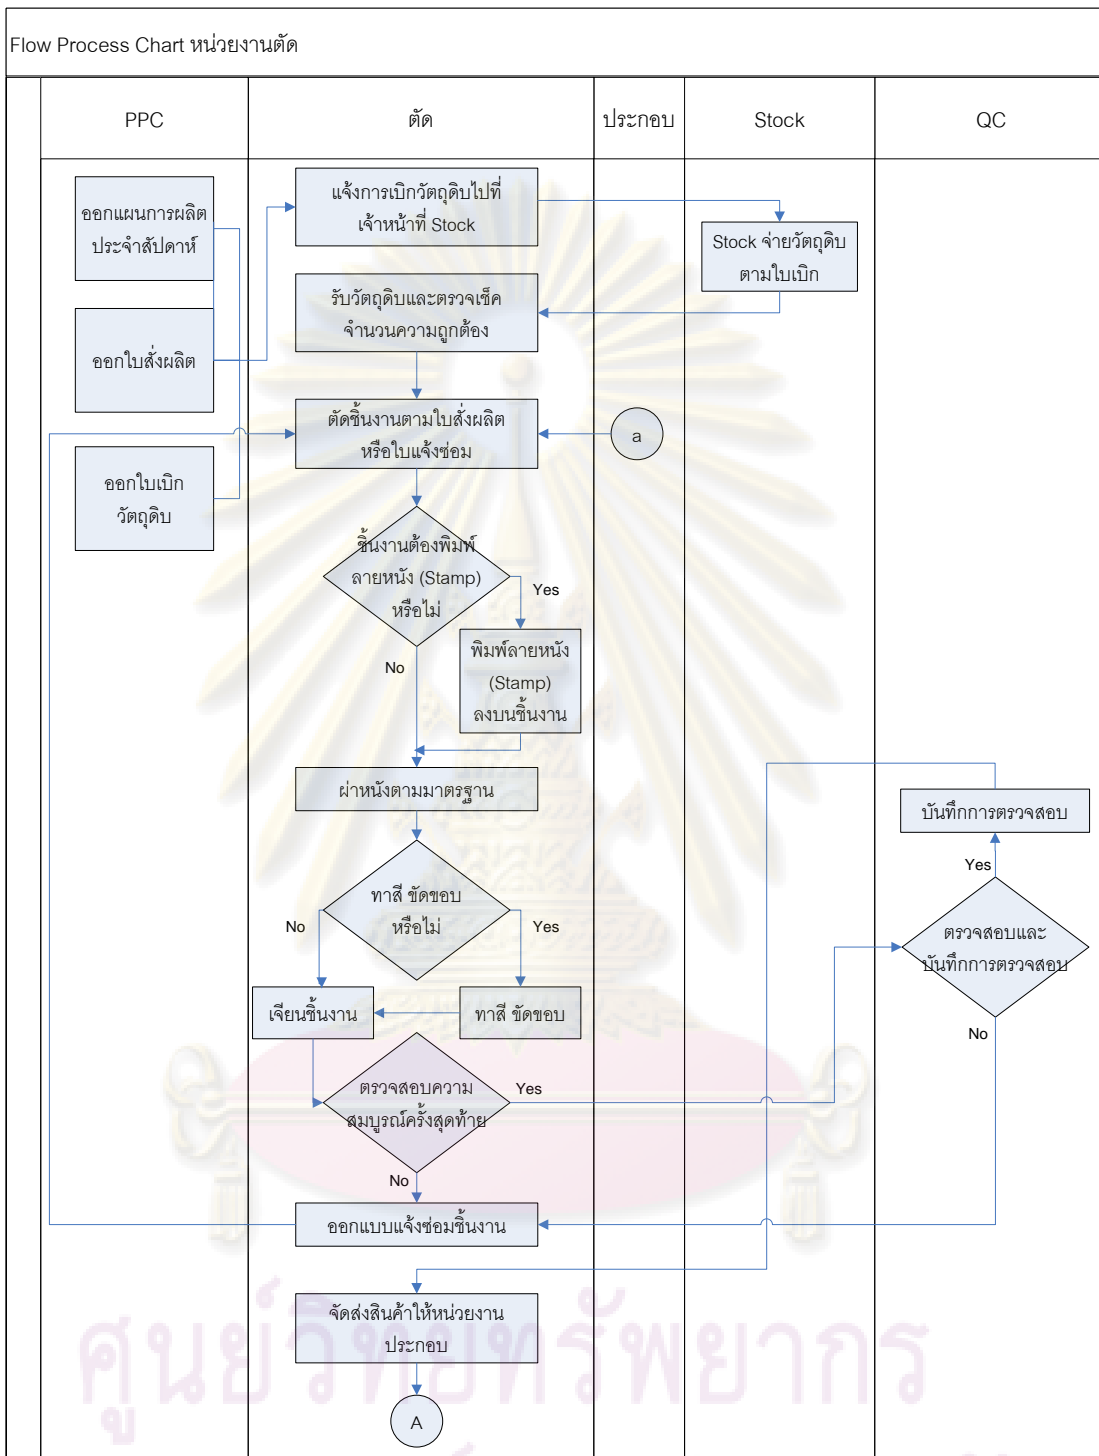 Flow Process Chart หน่วยงานตัด
PPC
ตัด
ประกอบ
Stock
QC
ออกแผนการผลิต
ประจำสัปดาห์
ออกใบสั่งผลิต
ออกใบเบิก
วัตถุดิบ
แจ้งการเบิกวัตถุดิบไปที่
เจ้าหน้าที่ Stock
Stock จ่ายวัตถุดิบ
ตามใบเบิก
รับวัตถุดิบและตรวจเช็ค
จำนวนความถูกต้อง
ตัดชิ้นงานตามใบสั่งผลิต
หรือใบแจ้งซ่อม
a
ชิ้นงานต้องพิมพ์
ลายหนัง (Stamp)
หรือไม่
Yes
No
พิมพ์ลายหนัง
(Stamp)
ลงบนชิ้นงาน
ผ่าหนังตามมาตรฐาน
ทาสี ขัดขอบ
หรือไม่
No
Yes
เจียนชิ้นงาน
ทาสี ขัดขอบ
ตรวจสอบความ
สมบูรณ์ครั้งสุดท้าย
Yes
No
บันทึกการตรวจสอบ
Yes
ตรวจสอบและ
บันทึกการตรวจสอบ
No
ออกแบบแจ้งซ่อมชิ้นงาน
จัดส่งสินค้าให้หน่วยงาน
ประกอบ
A
ศูนย์วิทยทรัพยากร